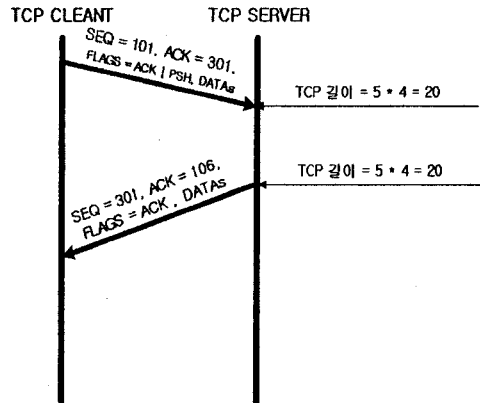 TCP CLEANT
TCP SERVER
SEQ = 101, ACK = 301,
FLAGS = ACK | PSH, DATAs
TCP 길이 = 5 * 4 = 20
TCP 길이 = 5 * 4 = 20
SEQ = 301, ACK = 106,
FLAGS = ACK , DATAs